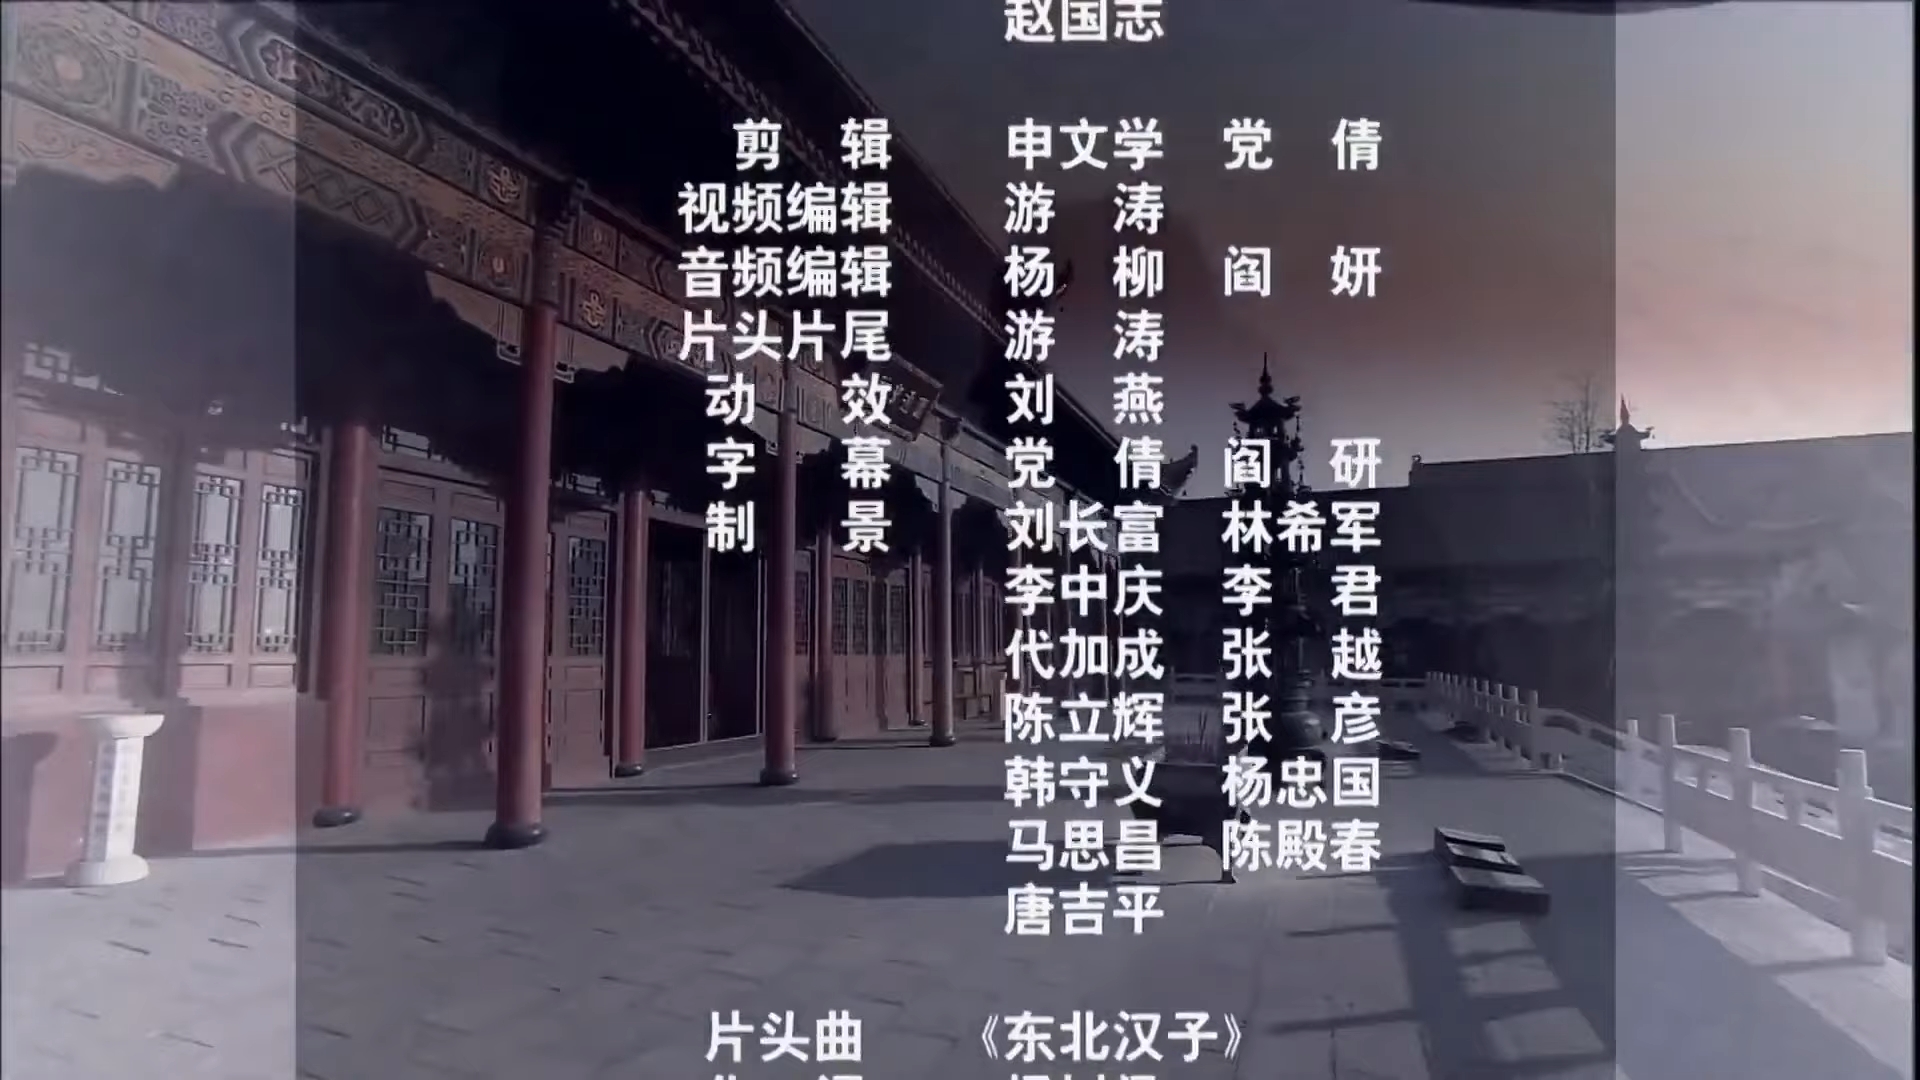 赵国志
剪 辑 申文学 党 倩
视频编辑 游 涛
音频编辑 杨 柳 阎 妍
片头片尾 游 涛
动 效 刘 燕
字 幕 党 倩 阎 研
制 景 刘长富 林希军
李中庆 李 君
代加成 张 越
陈立辉 张 彦
韩守义 杨忠国
马思昌 陈殿春
唐吉平
片头曲 《东北汉子》